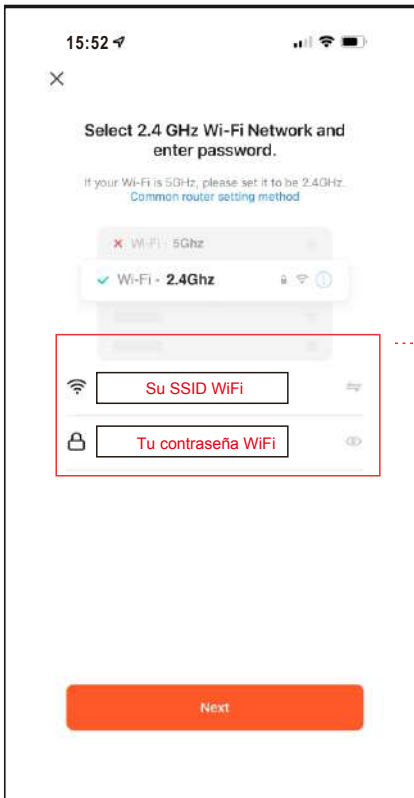 15:52
Select 2.4 GHz Wi-Fi Network and
enter password.
If your Wi-Fi is 5GHz, please set it to be 2.4GHz.
Common router setting method
Wi-Fi - 5Ghz
Wi-Fi - 2.4Ghz
Su SSID WiFi
Tu contraseña WiFi
Next